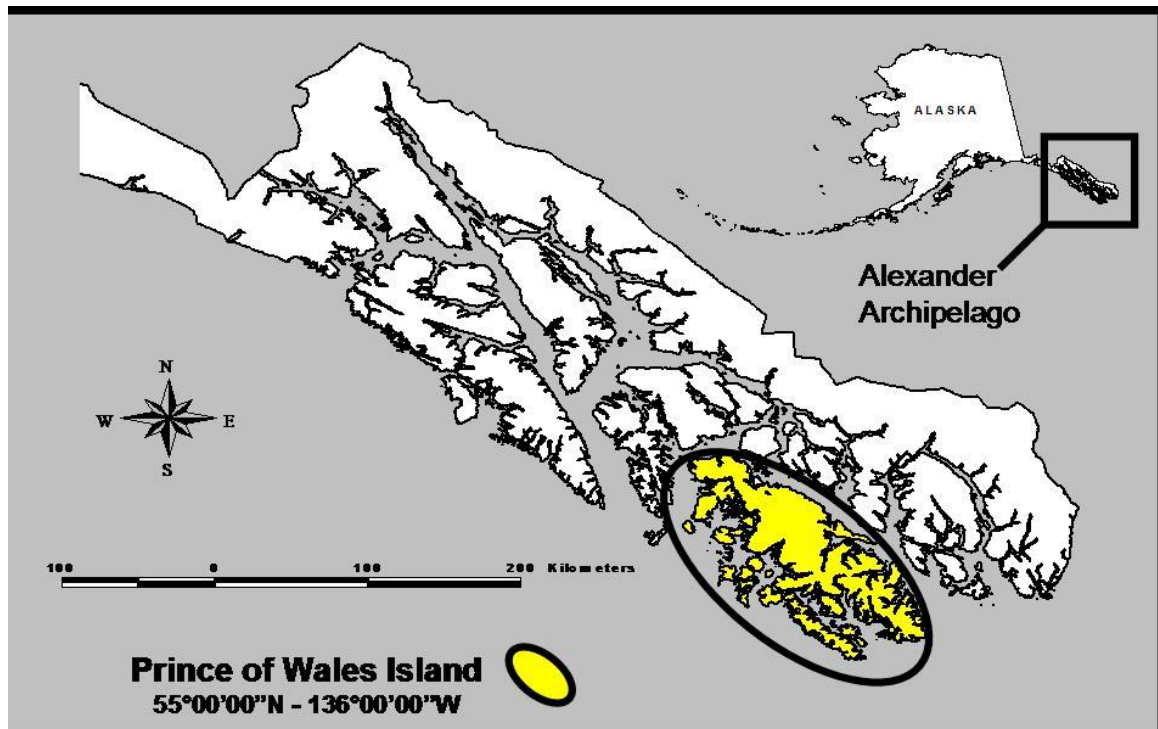 ALASKA
Alexander
Archipelago
N
W E
S
100 0 100 200 Kilometers
Prince of Wales Island
55°00'00"N - 136°00'00"W